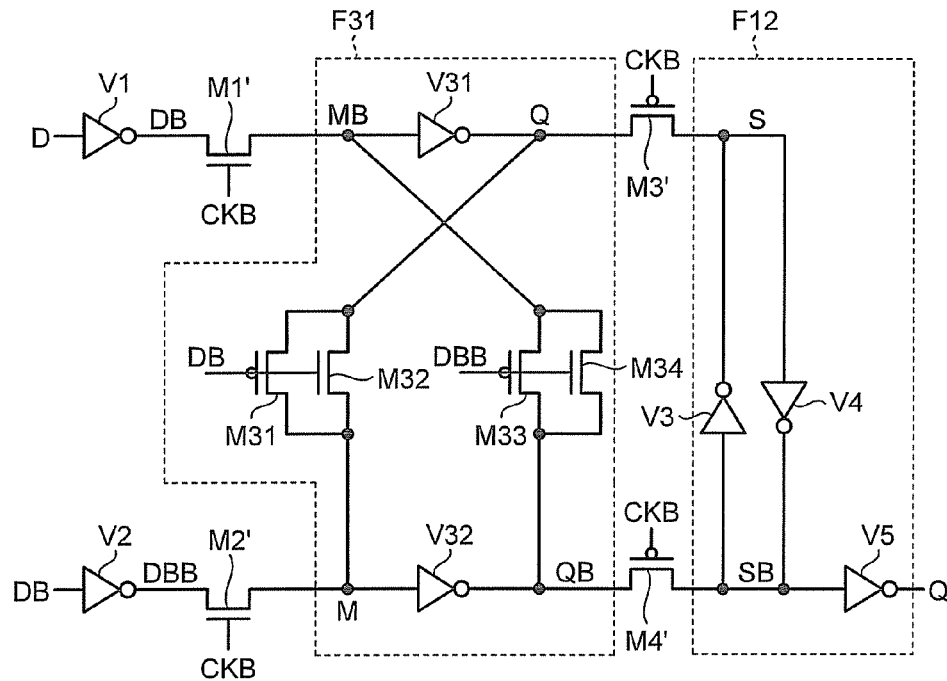 F31
F12
V1
M1'
V31
CKB
D
DB
MB
Q
S
CKB
M3'
DB
M32
DBB
M34
V3
V4
M31
M33
V2
M2'
V32
CKB
V5
DB
DBB
M
QB
SB
Q
CKB
M4'